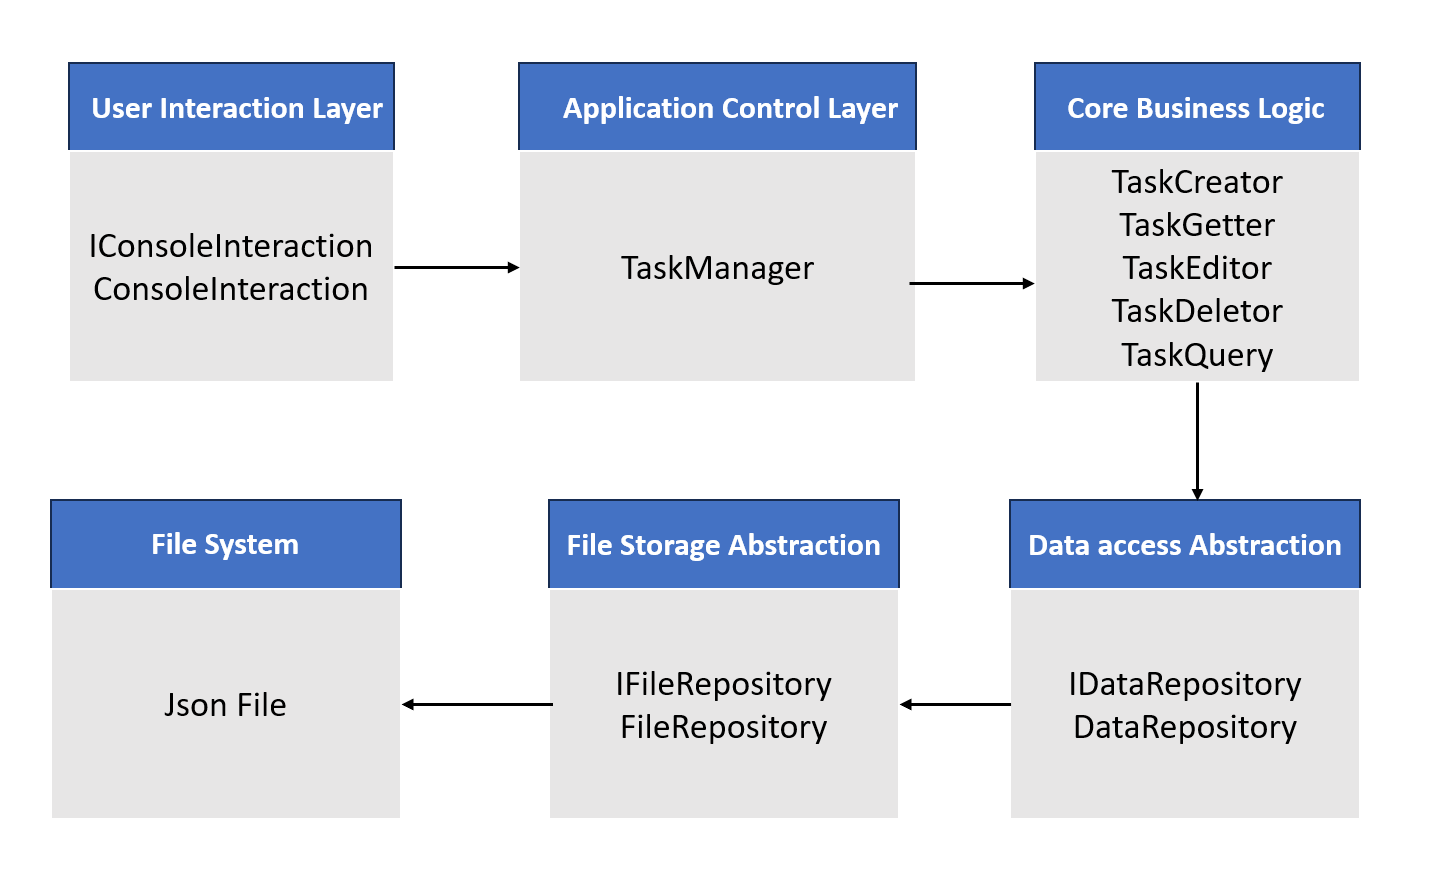 User Interaction Layer
IConsoleInteraction
ConsoleInteraction
Application Control Layer
TaskManager
Core Business Logic
TaskCreator
TaskGetter
TaskEditor
TaskDeletor
TaskQuery
File System
Json File
File Storage Abstraction
IFileRepository
FileRepository
Data access Abstraction
IDataRepository
DataRepository